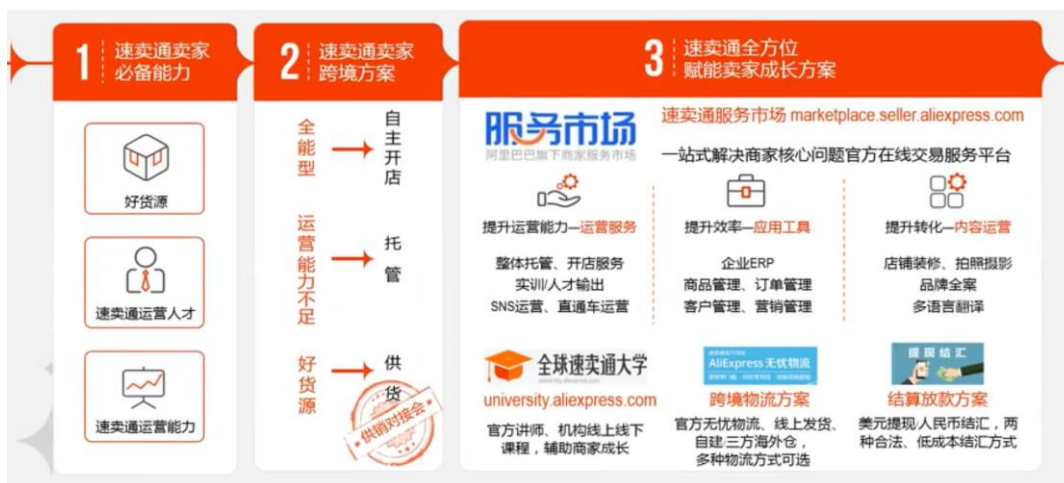 1
速卖通卖家
必备能力
好货源
速卖通运营人才
速卖通运营能力
2
速卖通卖家
跨境方案
全能型
自主开店
运营能力不足
托管
好货源
供货
供销对接会
3
速卖通全方位
赋能卖家成长方案
服务市场
阿里巴巴旗下商家服务市场
速卖通服务市场 marketplace.seller.aliexpress.com
一站式解决商家核心问题官方在线交易服务平台
提升运营能力—运营服务
整体托管、开店服务
实训/人才输出
SNS运营、直通车运营
提升效率—应用工具
企业ERP
商品管理、订单管理
客户管理、营销管理
提升转化—内容运营
店铺装修、拍照摄影
品牌全案
多语言翻译
全球速卖通大学
university.aliexpress.com
university.aliexpress.com
官方讲师、机构线上线下
课程，辅助商家成长
AliExpress 无忧物流
跨境物流方案
官方无忧物流、线上发货、
自建/三方海外仓，
多种物流方式可选
提现结汇
结算放款方案
美元提现/人民币结汇，两
种合法、低成本结汇方式